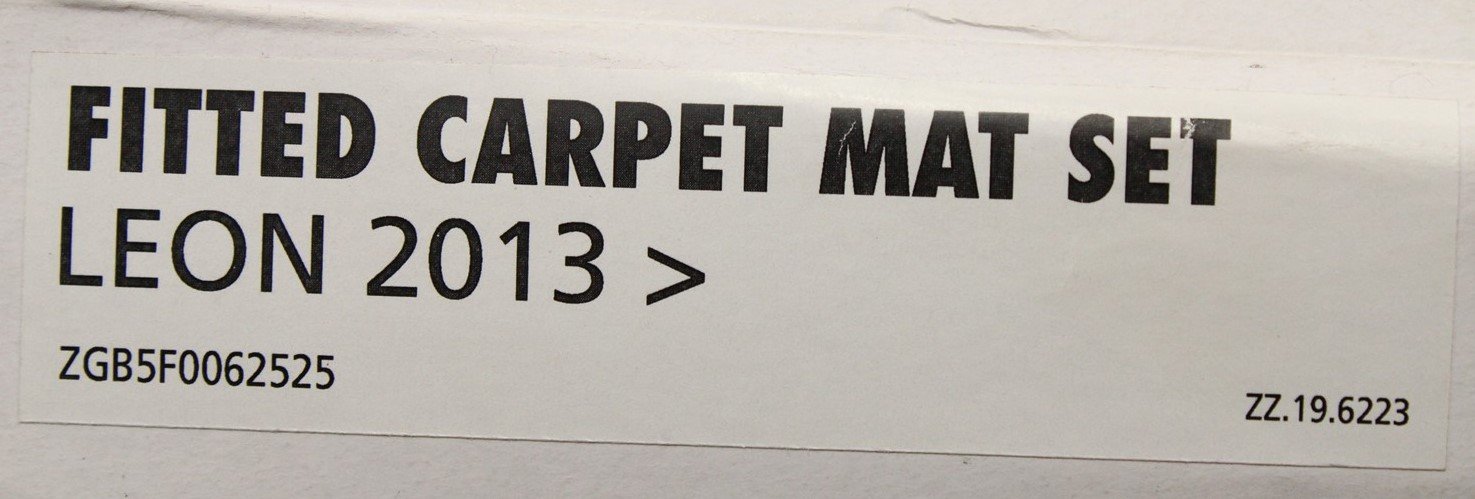 FITTED CARPET MAT SET
LEON 2013 >
ZGB5F0062525
ZZ.19.6223